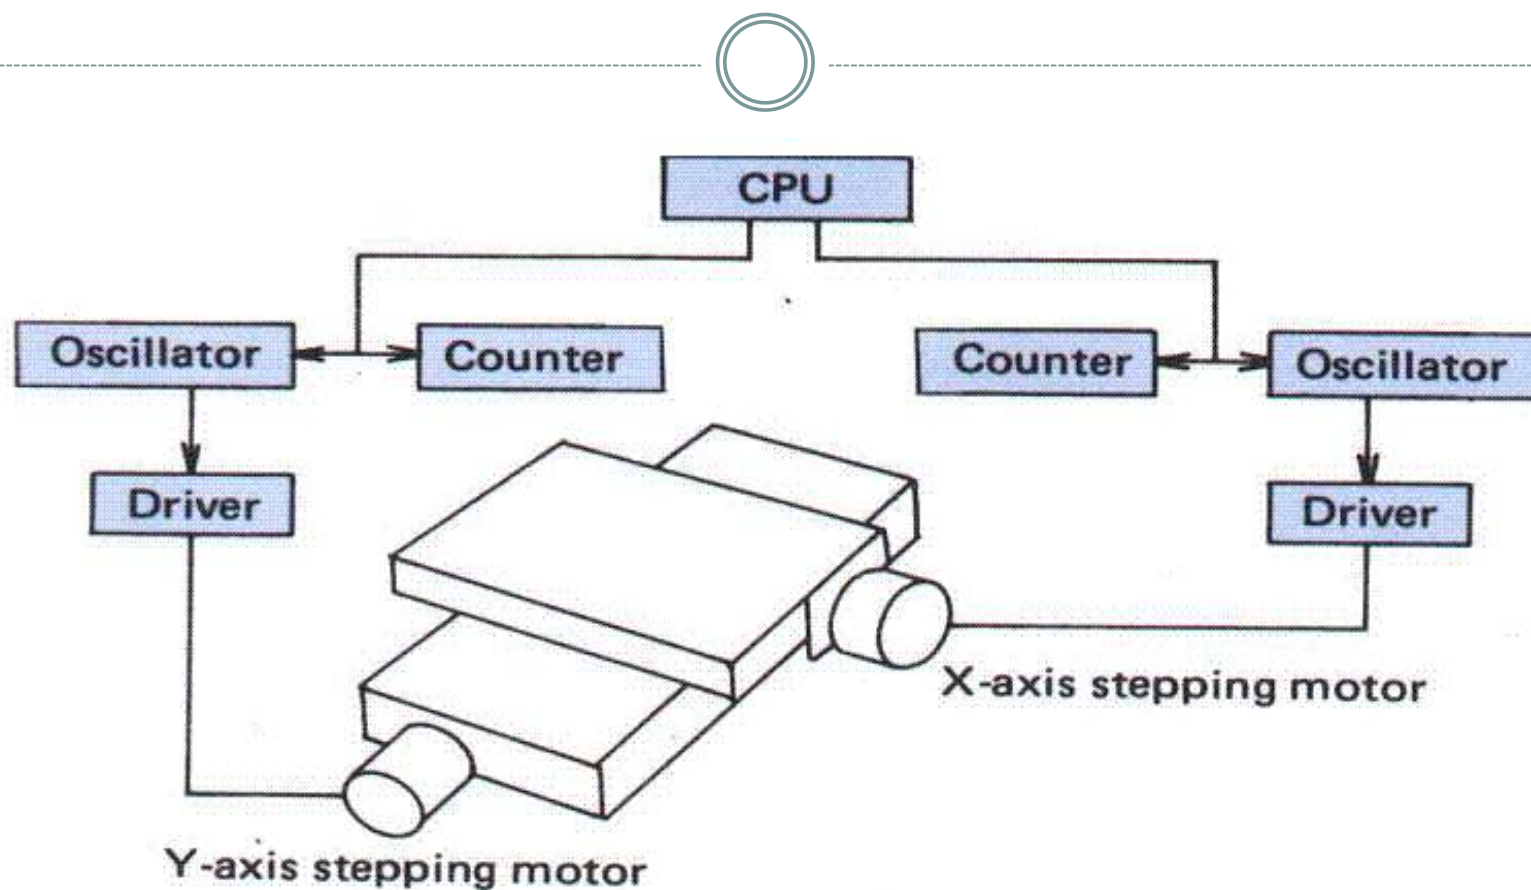 CPU
Oscillator
Counter
Counter
Oscillator
Driver
Driver
X-axis stepping motor
Y-axis stepping motor